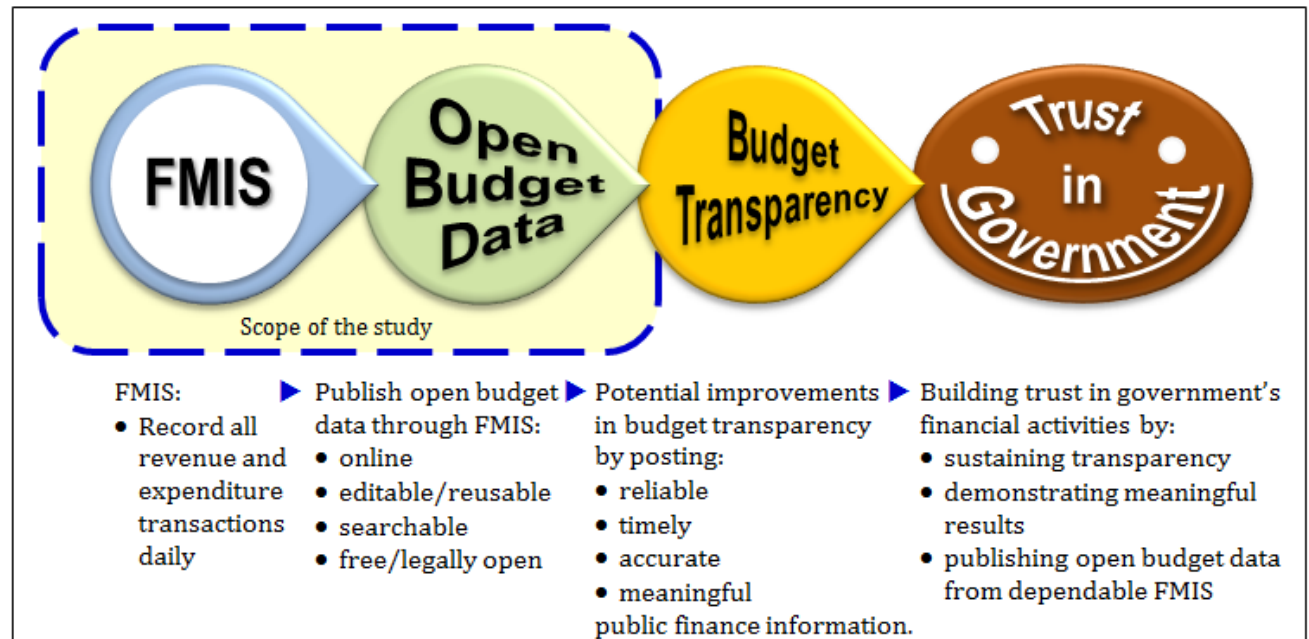 FMIS
Open
Budget
Data
Budget
Transparency
Trust
in
Government
Scope of the study
FMIS:
• Record all
revenue and
expenditure
transactions
daily
▶ Publish open budget
data through FMIS:
• online
• editable/reusable
• searchable
• free/legally open
▶ Potential improvements
in budget transparency
by posting:
• reliable
• timely
• accurate
• meaningful
public finance information.
▶ Building trust in government’s
financial activities by:
• sustaining transparency
• demonstrating meaningful
results
• publishing open budget data
from dependable FMIS